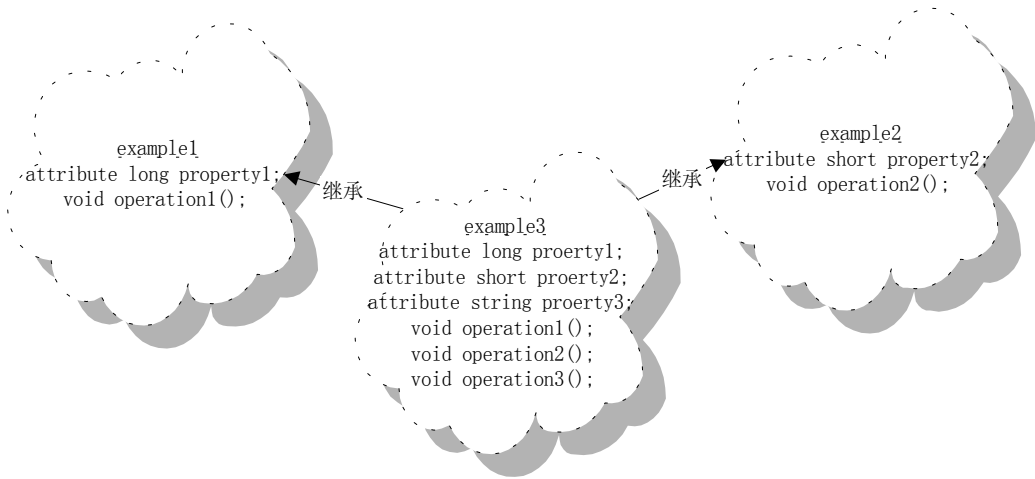 example1
attribute long property1;
void operation1();
继承
example3
attribute long proerty1;
attribute short proerty2;
attribute string proerty3;
void operation1();
void operation2();
void operation3();
继承
example2
attribute short property2;
void operation2();